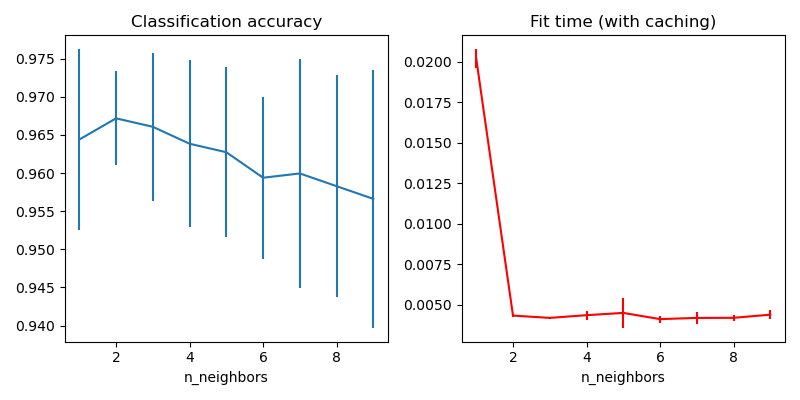 Classification accuracy
0.975
0.970
0.965
0.960
0.955
0.950
0.945
0.940
2 4 6 8
n_neighbors
Fit time (with caching)
0.0200
0.0175
0.0150
0.0125
0.0100
0.0075
0.0050
2 4 6 8
n_neighbors